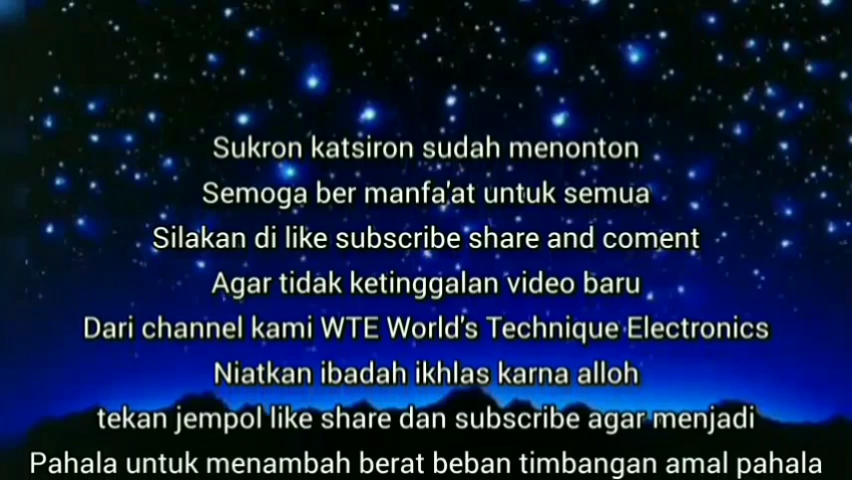 Sukron katsiron sudah menonton
Semoga ber manfa'at untuk semua
Silakan di like subscribe share and coment
Agar tidak ketinggalan video baru
Dari channel kami WTE World's Technique Electronics
Niatkan ibadah ikhlas karna alloh
tekan jempol like share dan subscribe agar menjadi
Pahala untuk menambah berat beban timbangan amal pahala